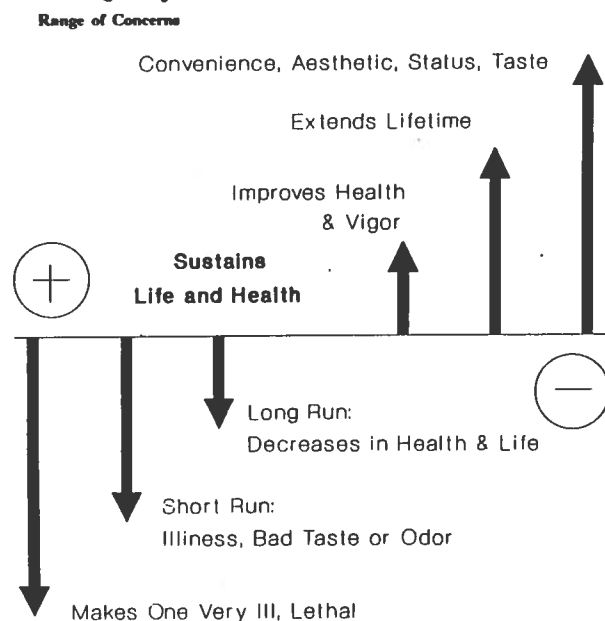 Range of Concerns
Convenience, Aesthetic, Status, Taste
Extends Lifetime
Improves Health
& Vigor
Sustains
Life and Health
+
−
Long Run:
Decreases in Health & Life
Short Run:
Illiness, Bad Taste or Odor
Makes One Very Ill, Lethal